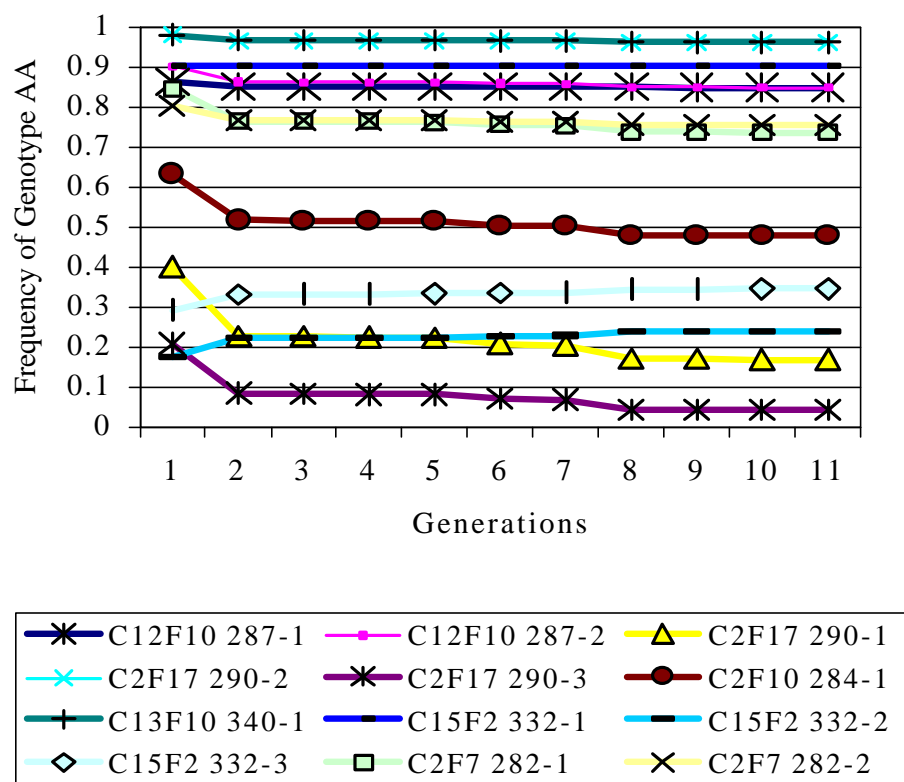 Frequency of Genotype AA
1
0.9
0.8
0.7
0.6
0.5
0.4
0.3
0.2
0.1
0
1 2 3 4 5 6 7 8 9 10 11
Generations
C12F10 287-1 C12F10 287-2 C2F17 290-1
C2F17 290-2 C2F17 290-3 C2F10 284-1
C13F10 340-1 C15F2 332-1 C15F2 332-2
C15F2 332-3 C2F7 282-1 C2F7 282-2